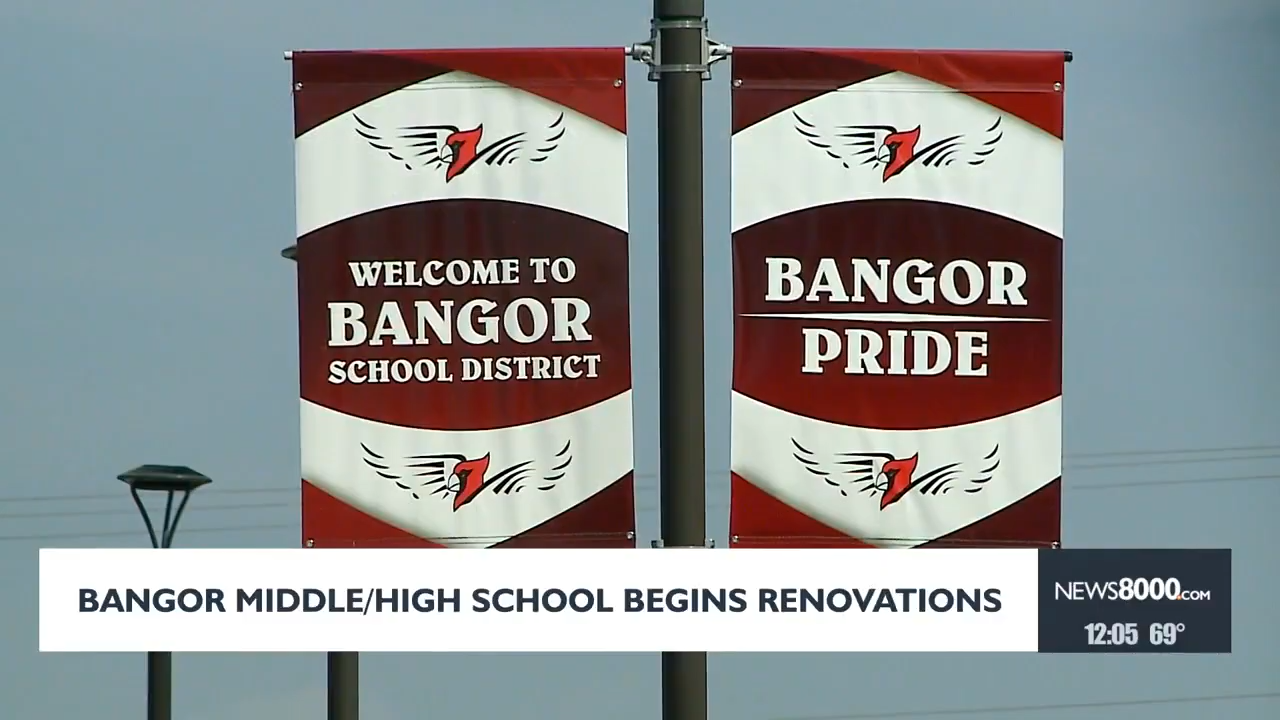 WELCOME TO
BANGOR
SCHOOL DISTRICT
BANGOR
PRIDE
BANGOR MIDDLE/HIGH SCHOOL BEGINS RENOVATIONS
NEWS8000.COM
12:05 69°